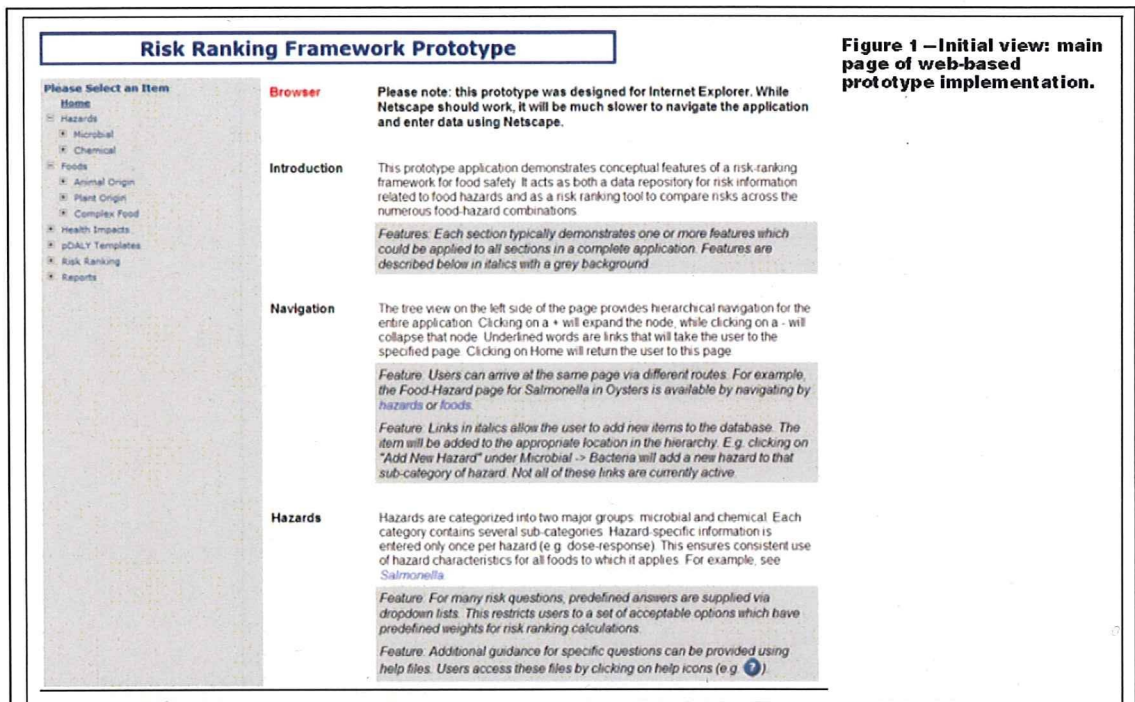 Risk Ranking Framework Prototype
Figure 1 —Initial view: main
page of web-based
prototype implementation.
Please Select an Item
Home
Hazards
Microbial
Chemical
Foods
Animal Origin
Plant Origin
Complex Food
Health Impacts
pDALY Templates
Risk Ranking
Reports
Browser
Please note: this prototype was designed for Internet Explorer. While
Netscape should work, it will be much slower to navigate the application
and enter data using Netscape.
Introduction
This prototype application demonstrates conceptual features of a risk-ranking
framework for food safety. It acts as both a data repository for risk information
related to food hazards and as a risk ranking tool to compare risks across the
numerous food-hazard combinations.
Features: Each section typically demonstrates one or more features which
could be applied to all sections in a complete application. Features are
described below in italics with a grey background.
Navigation
The tree view on the left side of the page provides hierarchical navigation for the
entire application. Clicking on a + will expand the node, while clicking on a - will
collapse that node. Underlined words are links that will take the user to the
specified page. Clicking on Home will return the user to this page.
Feature: Users can arrive at the same page via different routes. For example,
the Food-Hazard page for Salmonella in Oysters is available by navigating by
hazards or foods.
Feature: Links in italics allow the user to add new items to the database. The
item will be added to the appropriate location in the hierarchy. E.g. clicking on
"Add New Hazard" under Microbial -> Bacteria will add a new hazard to that
sub-category of hazard. Not all of these links are currently active.
Hazards
Hazards are categorized into two major groups: microbial and chemical. Each
category contains several sub-categories. Hazard-specific information is
entered only once per hazard (e.g. dose-response). This ensures consistent use
of hazard characteristics for all foods to which it applies. For example, see
Salmonella
Feature: For many risk questions, predefined answers are supplied via
dropdown lists. This restricts users to a set of acceptable options which have
predefined weights for risk ranking calculations.
Feature: Additional guidance for specific questions can be provided using
help files. Users access these files by clicking on help icons (e.g. ?).